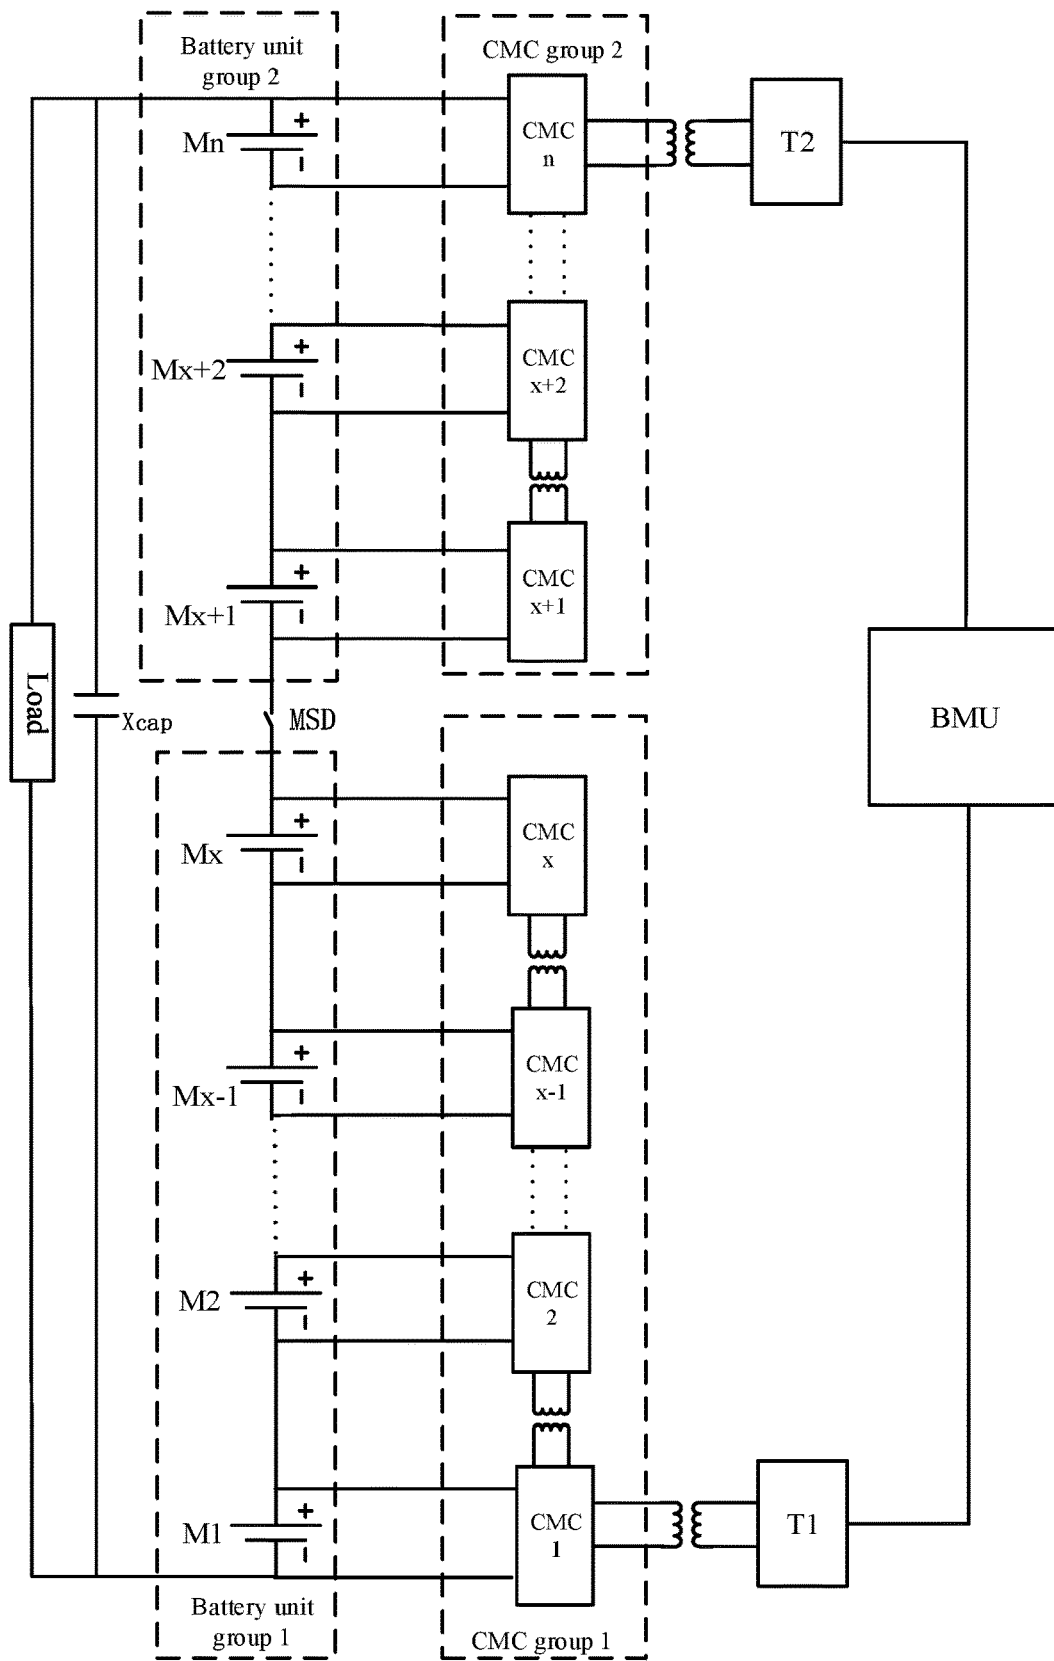 Battery unit
group 2
CMC group 2
+
Mn
CMC
n
T2
+
Mx+2
CMC
x+2
+
Mx+1
CMC
x+1
Load
Xcap
MSD
BMU
+
Mx
CMC
x
+
Mx-1
CMC
x-1
+
M2
CMC
2
+
M1
CMC
1
T1
Battery unit
group 1
CMC group 1